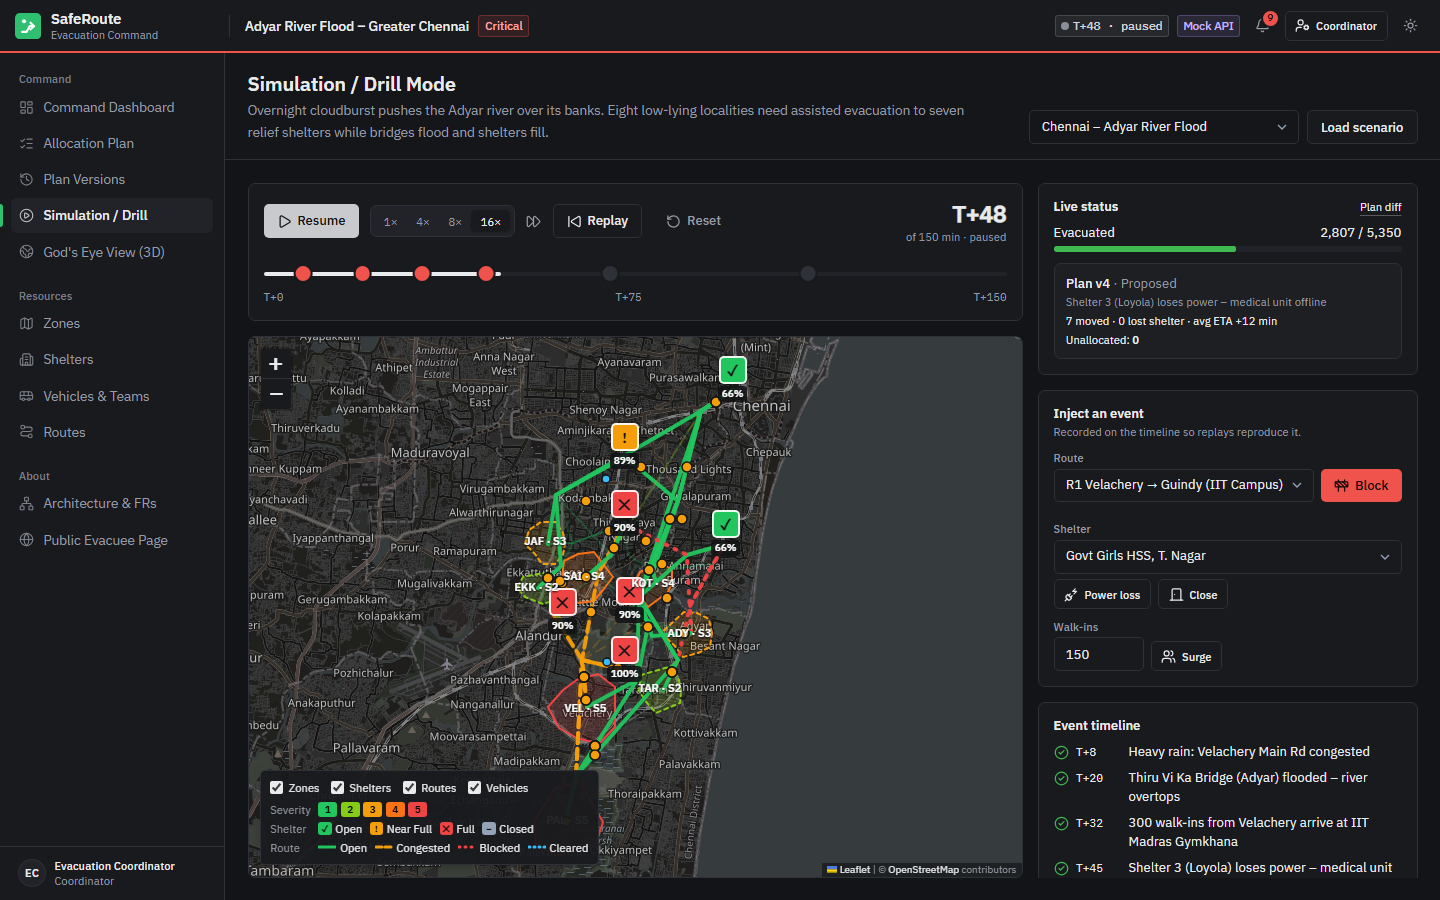 SafeRoute
Evacuation Command
Adyar River Flood – Greater Chennai
Critical
T+48 · paused
Mock API
9
Coordinator
Command
Command Dashboard
Allocation Plan
Plan Versions
Simulation / Drill
God's Eye View (3D)
Resources
Zones
Shelters
Vehicles & Teams
Routes
About
Architecture & FRs
Public Evacuee Page
EC
Evacuation Coordinator
Coordinator
Simulation / Drill Mode
Overnight cloudburst pushes the Adyar river over its banks. Eight low-lying localities need assisted evacuation to seven
relief shelters while bridges flood and shelters fill.
Chennai – Adyar River Flood
Load scenario
Resume
1×
4×
8×
16×
Replay
Reset
T+48
of 150 min · paused
T+0
T+75
T+150
+
−
Athipet
Ambattur
Industrial
Estate
Anna Nagar
West
Ayanavaram
(Mint)
Purasawalkam
Kolladi
Ayanambakkam
Mogappair
East
Thiruverkadu
Shenoy Nagar
66%
Chennai
Maduravoyal
89%
Chepauk
Virugambakkam
Alwarthirunagar
Iyyappanthangal
Porur
Ramapuram
90%
66%
JAF · S3
Mugalivakkam
EKK · S2
SAI · S4
KOT · S4
Gerugambakkam
Kolapakkam
90%
90%
Alandur
ADY · S3
Besant Nagar
Pozhichalur
Pazhavanthangal
100%
TAR · S2
Thiruvanmiyur
Anakaputhur
Nanganallur
VEL · S5
Velachery
Moovarasampettai
Pallavaram
Kottivakkam
Madipakkam
Palavakkam
Thoraipakkam
Chennai District
Zones
Shelters
Routes
Vehicles
Severity 1 2 3 4 5
Shelter Open ! Near Full Full Closed
Route Open Congested Blocked Cleared
Leaflet | © OpenStreetMap contributors
Live status
Plan diff
Evacuated
2,807 / 5,350
Plan v4 · Proposed
Shelter 3 (Loyola) loses power – medical unit offline
7 moved · 0 lost shelter · avg ETA +12 min
Unallocated: 0
Inject an event
Recorded on the timeline so replays reproduce it.
Route
R1 Velachery → Guindy (IIT Campus)
Block
Shelter
Govt Girls HSS, T. Nagar
Power loss
Close
Walk-ins
150
Surge
Event timeline
T+8
Heavy rain: Velachery Main Rd congested
T+20
Thiru Vi Ka Bridge (Adyar) flooded – river
overtops
T+32
300 walk-ins from Velachery arrive at IIT
Madras Gymkhana
T+45
Shelter 3 (Loyola) loses power – medical unit